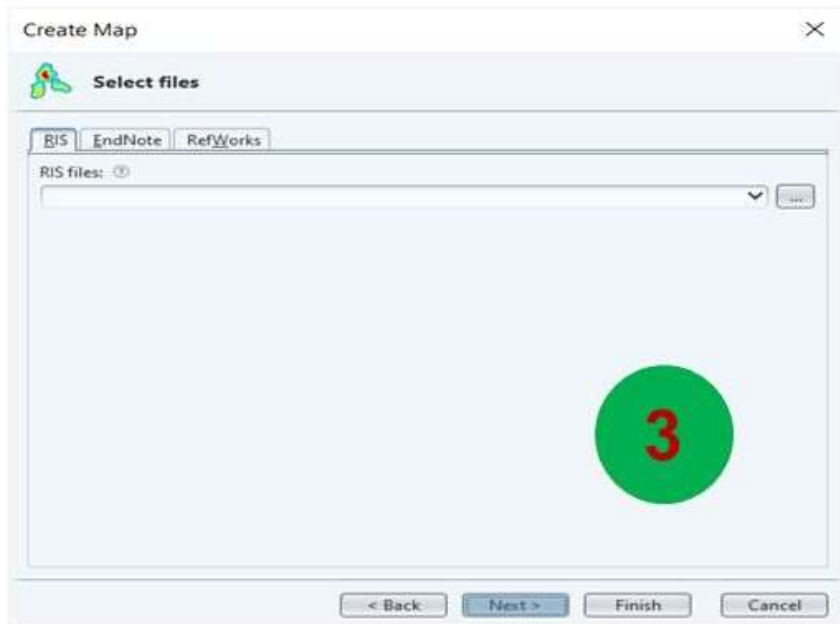 Create Map
Select files
RIS EndNote RefWorks
RIS files:
...
3
< Back Next > Finish Cancel